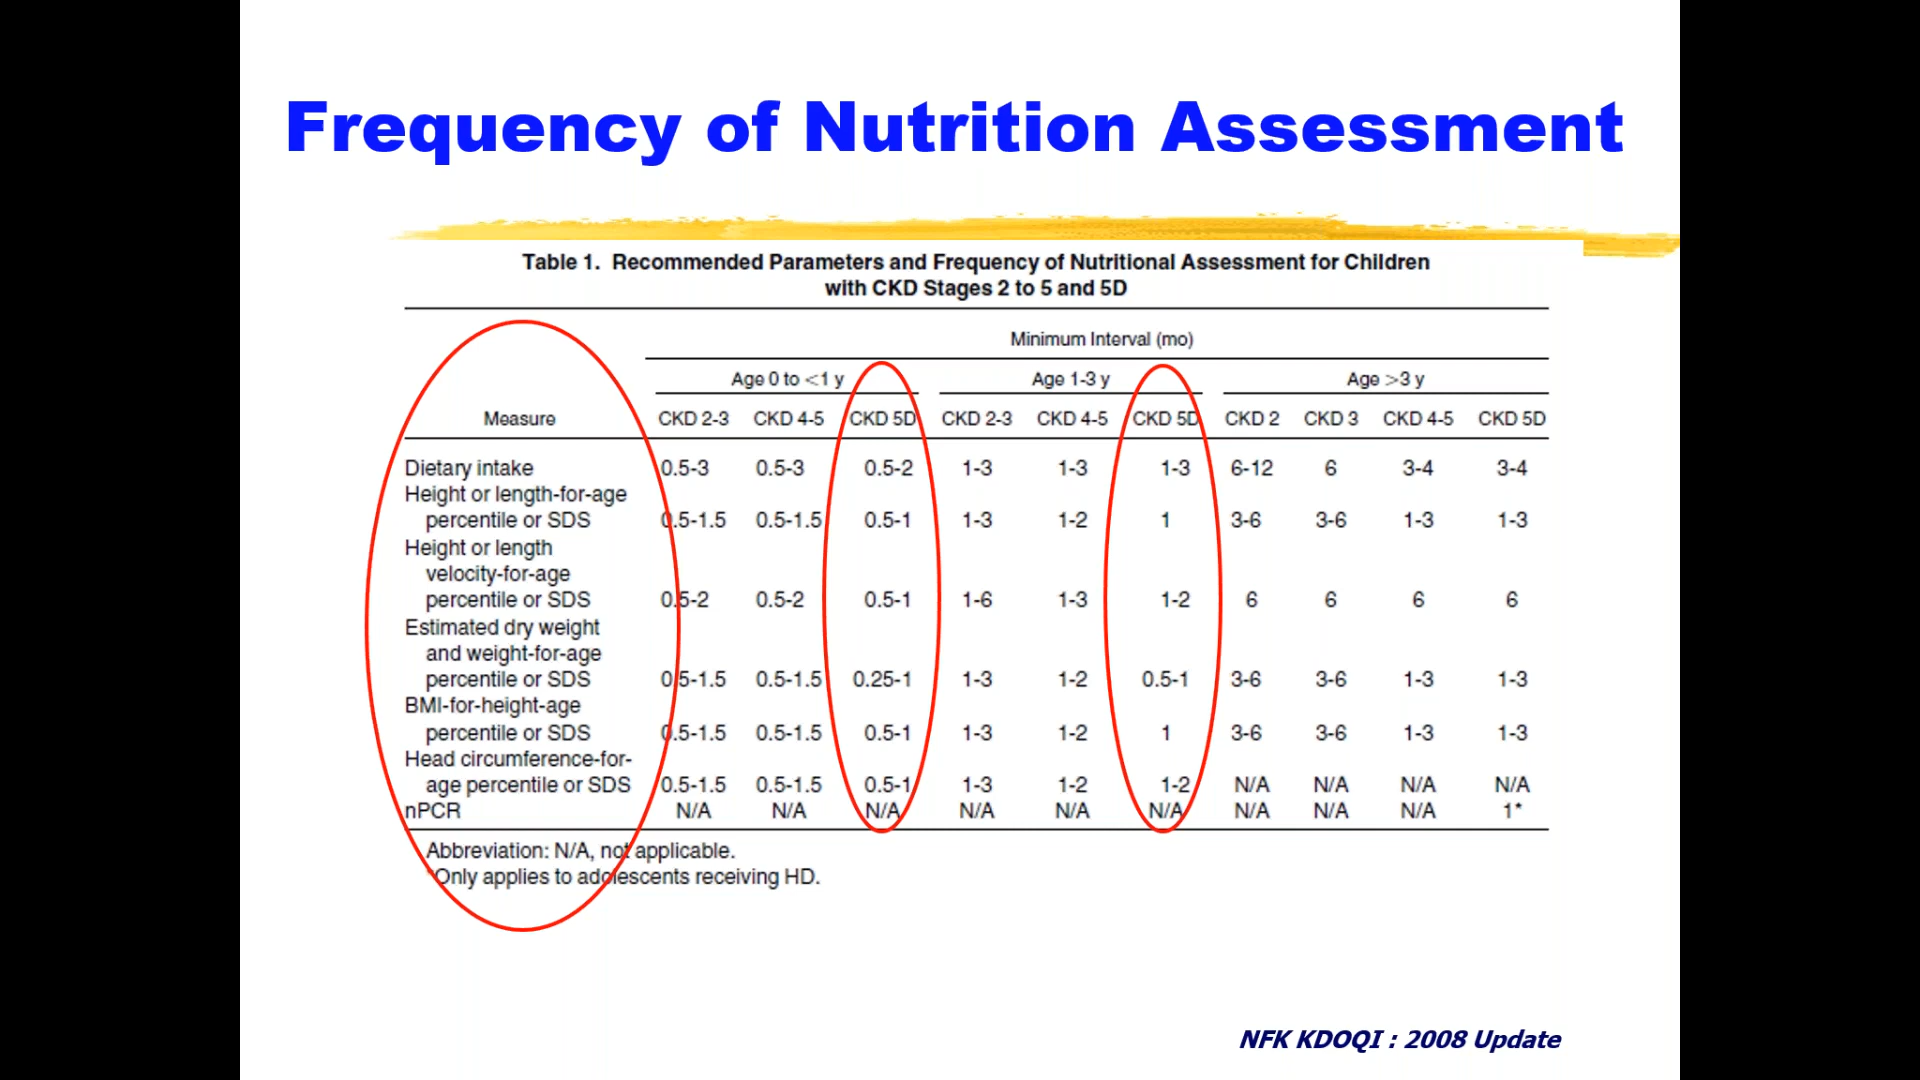 Frequency of Nutrition Assessment
Table 1. Recommended Parameters and Frequency of Nutritional Assessment for Children
with CKD Stages 2 to 5 and 5D
Minimum Interval (mo)
Age 0 to <1 y Age 1-3 y Age >3 y
Measure CKD 2-3 CKD 4-5 CKD 5D CKD 2-3 CKD 4-5 CKD 5D CKD 2 CKD 3 CKD 4-5 CKD 5D
Dietary intake 0.5-3 0.5-3 0.5-2 1-3 1-3 1-3 6-12 6 3-4 3-4
Height or length-for-age
percentile or SDS 0.5-1.5 0.5-1.5 0.5-1 1-3 1-2 1 3-6 3-6 1-3 1-3
Height or length
velocity-for-age
percentile or SDS 0.5-2 0.5-2 0.5-1 1-6 1-3 1-2 6 6 6 6
Estimated dry weight
and weight-for-age
percentile or SDS 0.5-1.5 0.5-1.5 0.25-1 1-3 1-2 0.5-1 3-6 3-6 1-3 1-3
BMI-for-height-age
percentile or SDS 0.5-1.5 0.5-1.5 0.5-1 1-3 1-2 1 3-6 3-6 1-3 1-3
Head circumference-for-
age percentile or SDS 0.5-1.5 0.5-1.5 0.5-1 1-3 1-2 1-2 N/A N/A N/A N/A
nPCR N/A N/A N/A N/A N/A N/A N/A N/A N/A 1*
Abbreviation: N/A, not applicable.
*Only applies to adolescents receiving HD.
NFK KDOQI : 2008 Update